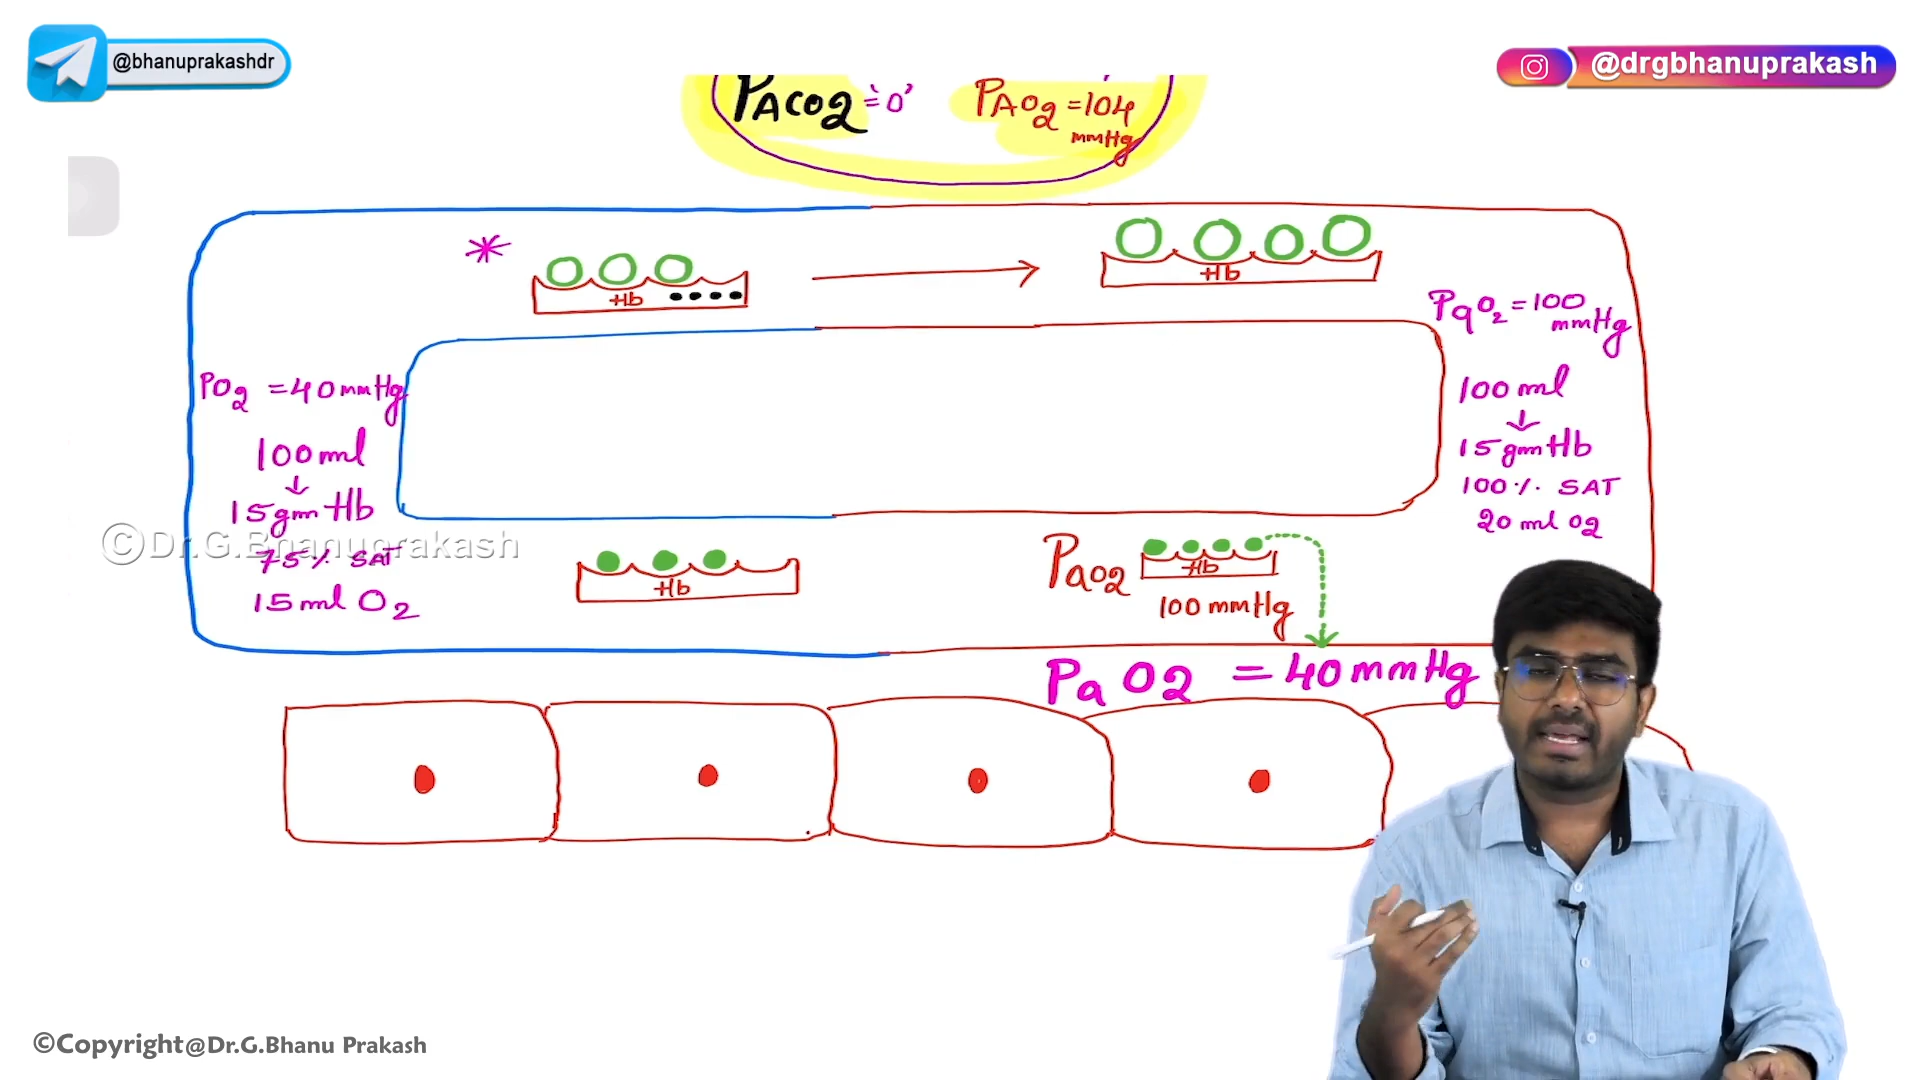 @bhanuprakashdr
@drgbhanuprakash
PACO2 = '0'
PAO2 = 104
mmHg
Hb
Hb
PaO2 = 100
mmHg
PO2 = 40 mmHg
100 ml
↓
15 gm Hb
75% SAT
15 ml O2
100 ml
↓
15 gm Hb
100% SAT
20 ml O2
©Dr.G.Bhanuprakash
Hb
PaO2
Hb
100 mmHg
PaO2 = 40 mmHg
©Copyright@Dr.G.Bhanu Prakash